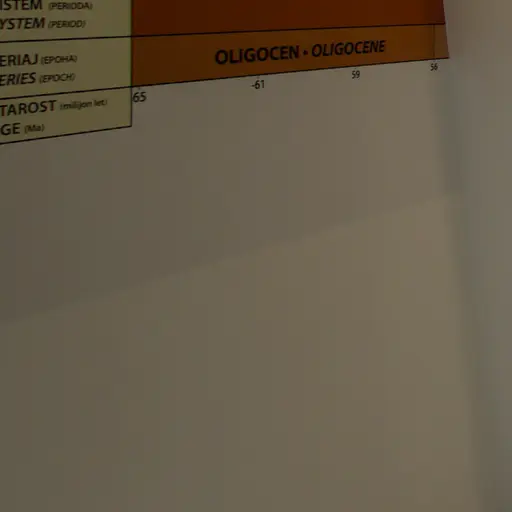 ISTEM (PERIODA)
YSTEM (PERIOD)
ERIAJ (EPOHA)
ERIES (EPOCH)
OLIGOCEN • OLIGOCENE
TAROST (milijon let)
GE (Ma)
65 -61 59 56